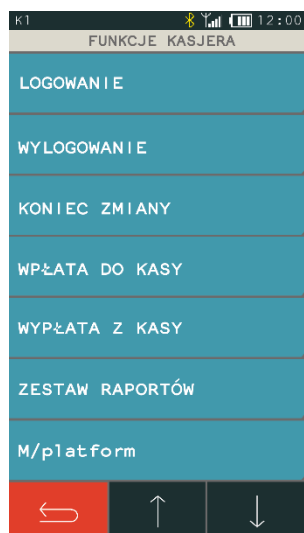 K1 12:00
FUNKCJE KASJERA
LOGOWANIE
WYLOGOWANIE
KONIEC ZMIANY
WPŁATA DO KASY
WYPŁATA Z KASY
ZESTAW RAPORTÓW
M/platform